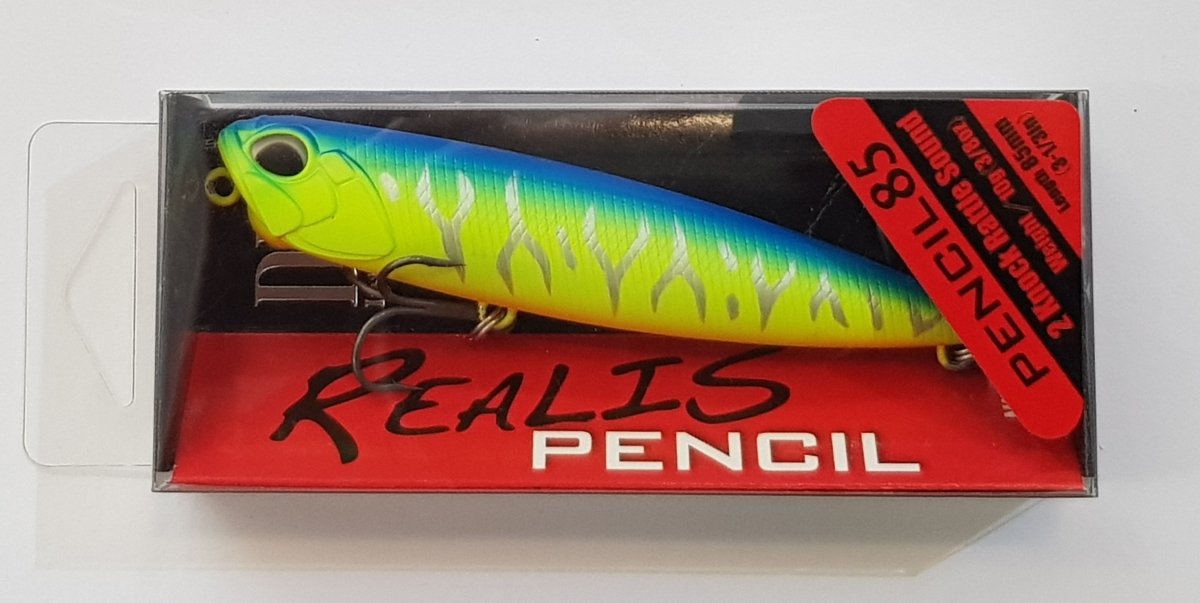 D
REALIS
PENCIL
PENCIL 85
2 Knock Rattle Sound
Weight / 10g (3/8oz)
Length 85mm
(3-1/3in)